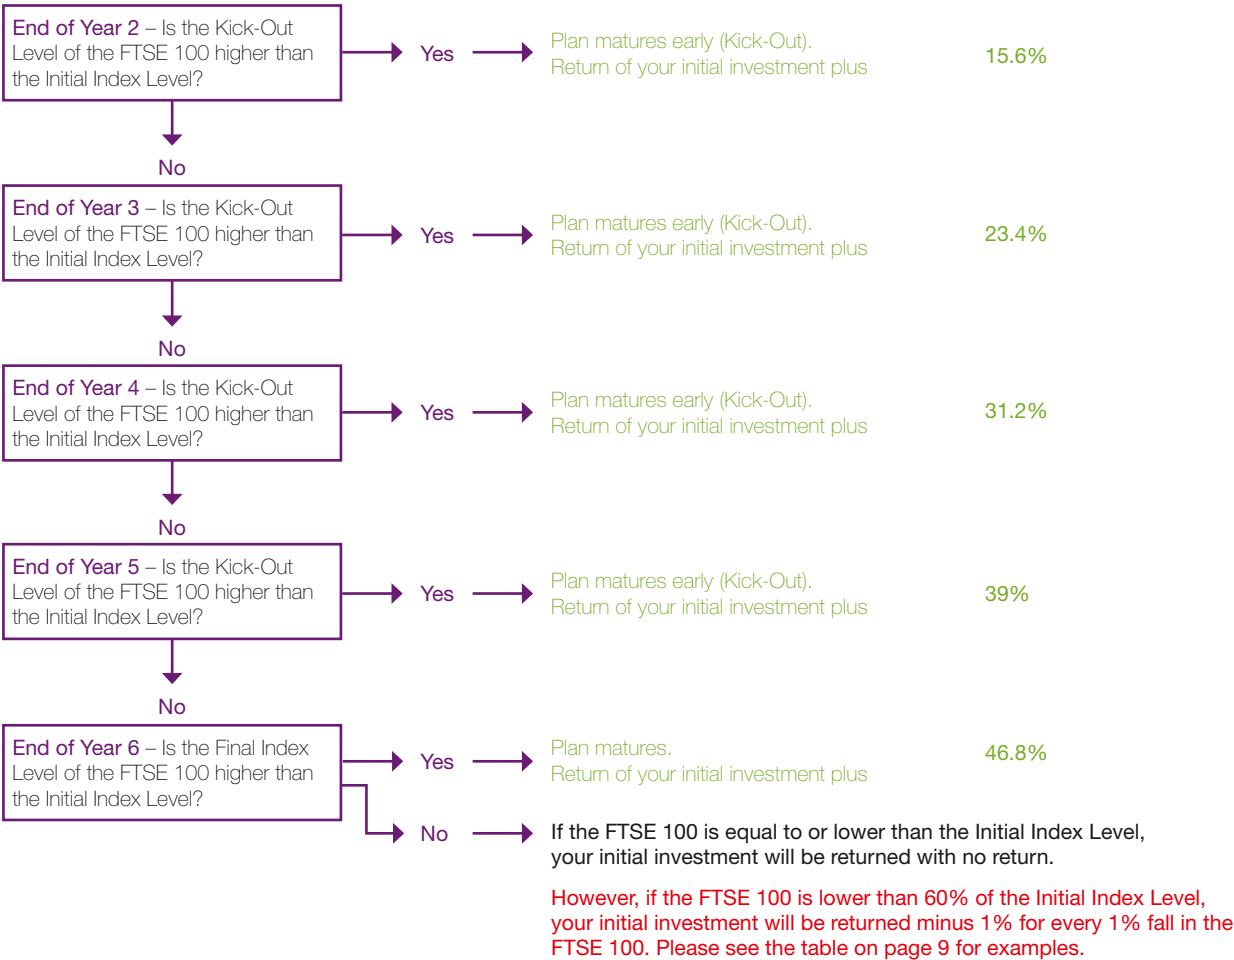 End of Year 2 – Is the Kick-Out
Level of the FTSE 100 higher than
the Initial Index Level?
Yes
Plan matures early (Kick-Out).
Return of your initial investment plus
15.6%
No
End of Year 3 – Is the Kick-Out
Level of the FTSE 100 higher than
the Initial Index Level?
Yes
Plan matures early (Kick-Out).
Return of your initial investment plus
23.4%
No
End of Year 4 – Is the Kick-Out
Level of the FTSE 100 higher than
the Initial Index Level?
Yes
Plan matures early (Kick-Out).
Return of your initial investment plus
31.2%
No
End of Year 5 – Is the Kick-Out
Level of the FTSE 100 higher than
the Initial Index Level?
Yes
Plan matures early (Kick-Out).
Return of your initial investment plus
39%
No
End of Year 6 – Is the Final Index
Level of the FTSE 100 higher than
the Initial Index Level?
Yes
Plan matures.
Return of your initial investment plus
46.8%
No
If the FTSE 100 is equal to or lower than the Initial Index Level,
your initial investment will be returned with no return.
However, if the FTSE 100 is lower than 60% of the Initial Index Level,
your initial investment will be returned minus 1% for every 1% fall in the
FTSE 100. Please see the table on page 9 for examples.